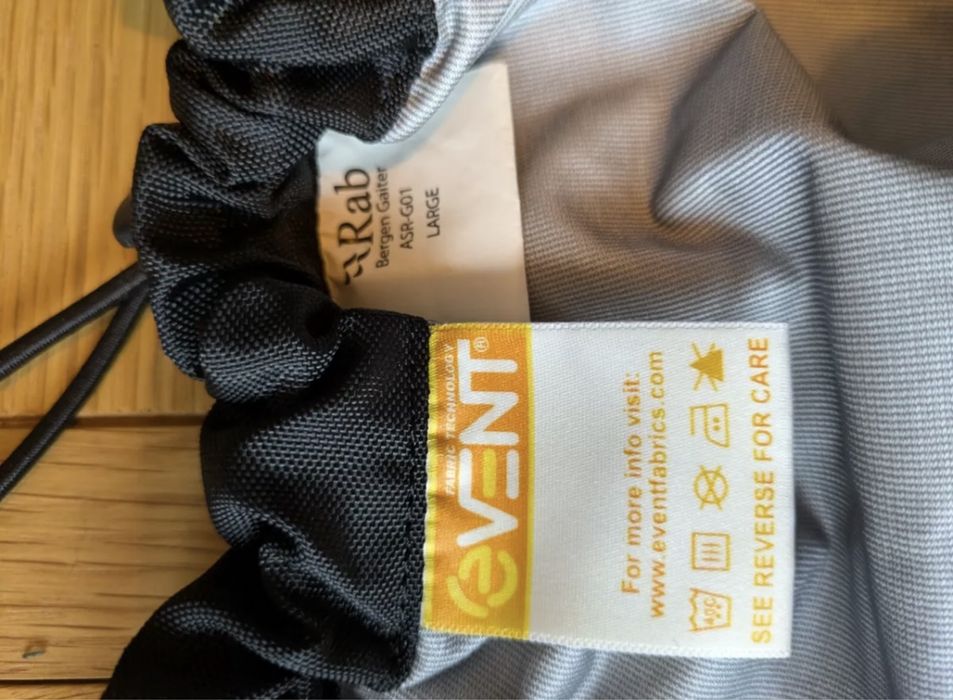 Rab
Bergen Gaiter
ASR-G01
LARGE
FABRIC TECHNOLOGY
eVENT®
For more info visit:
www.eventfabrics.com
40C
SEE REVERSE FOR CARE